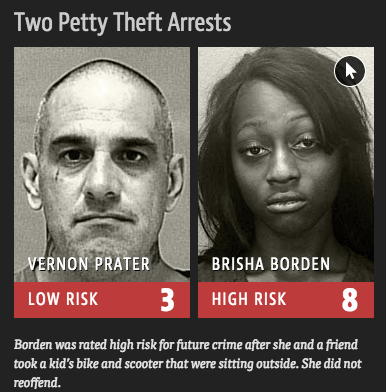 Two Petty Theft Arrests
VERNON PRATER
LOW RISK 3
BRISHA BORDEN
HIGH RISK 8
Borden was rated high risk for future crime after she and a friend
took a kid's bike and scooter that were sitting outside. She did not
reoffend.